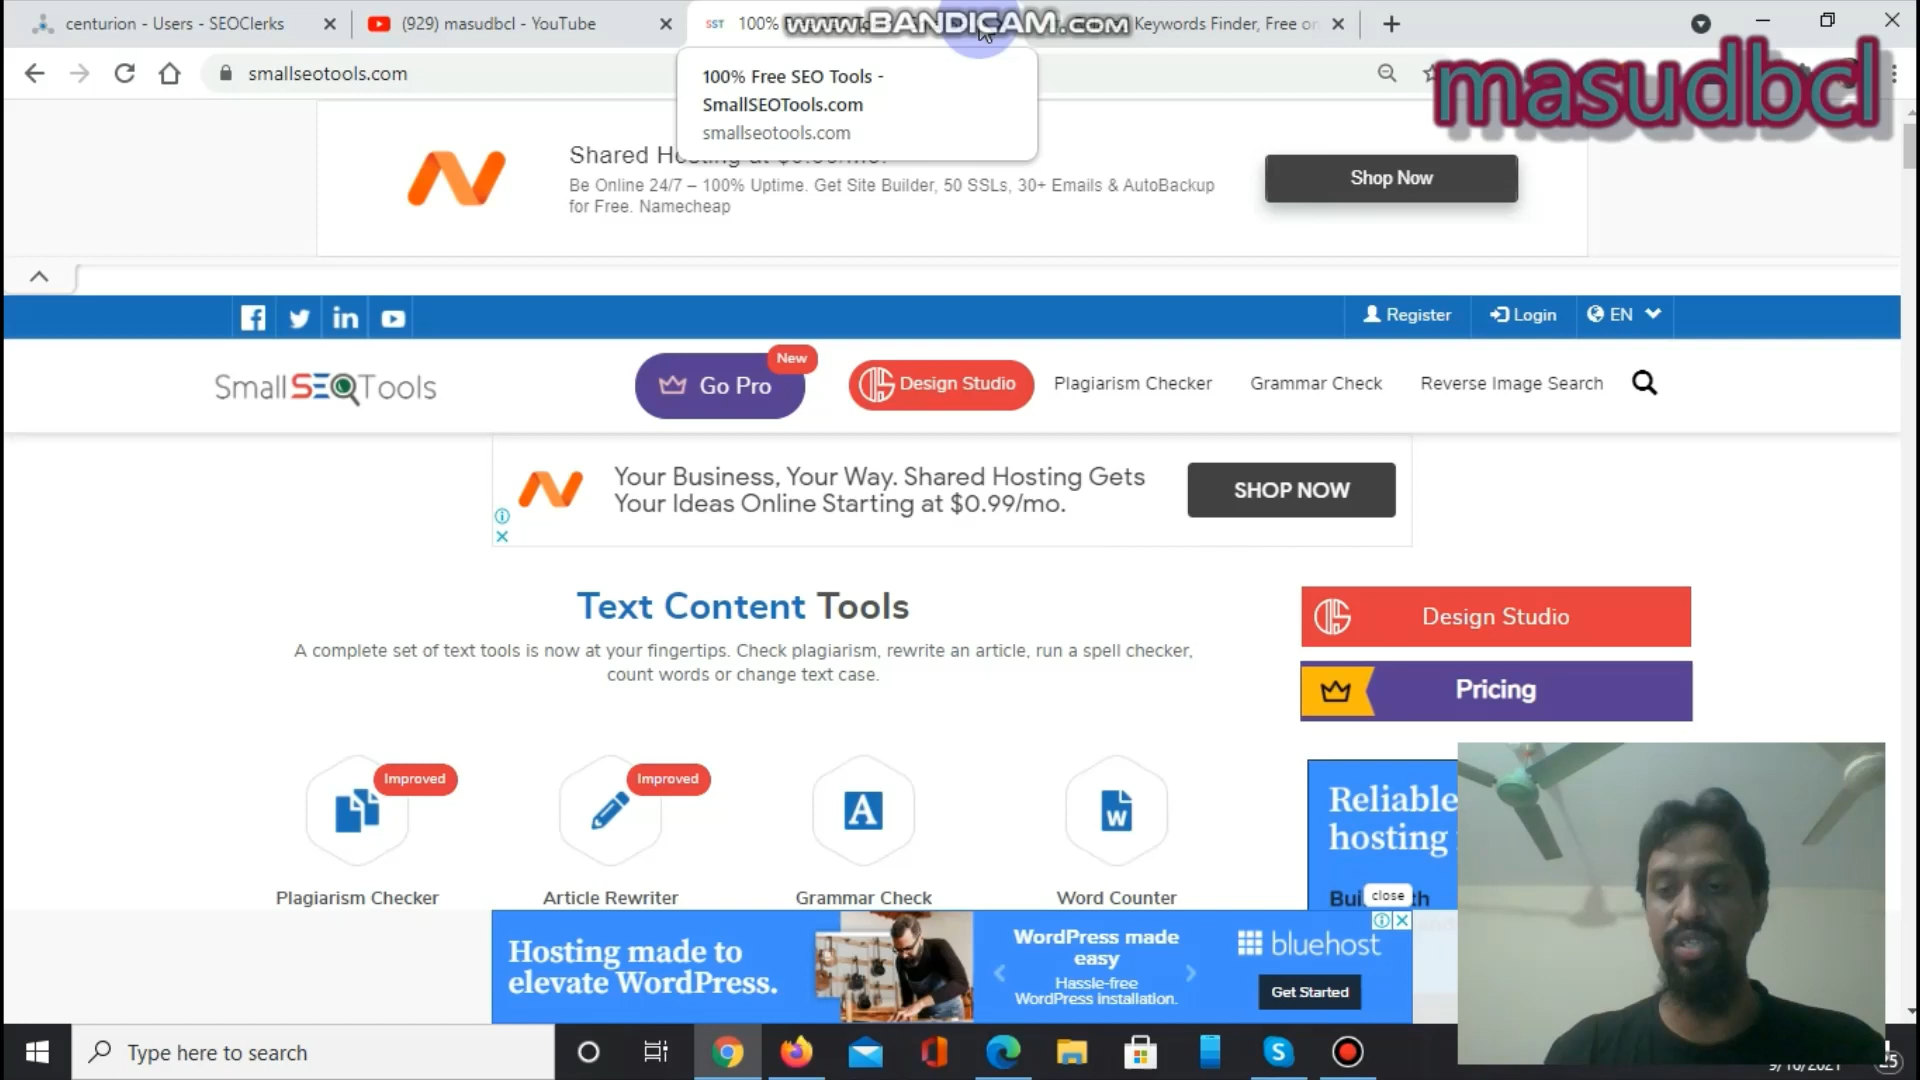 centurion - Users - SEOClerks
(929) masudbcl - YouTube
SST 100%
www.BANDICAM.com
Keywords Finder, Free on
smallseotools.com
masudbcl
100% Free SEO Tools -
SmallSEOTools.com
smallseotools.com
Be Online 24/7 – 100% Uptime. Get Site Builder, 50 SSLs, 30+ Emails & AutoBackup
for Free. Namecheap
Shop Now
Register
Login
EN
SmallSEOTools
Go Pro
New
Design Studio
Plagiarism Checker
Grammar Check
Reverse Image Search
Your Business, Your Way. Shared Hosting Gets
Your Ideas Online Starting at $0.99/mo.
SHOP NOW
Text Content Tools
A complete set of text tools is now at your fingertips. Check plagiarism, rewrite an article, run a spell checker,
count words or change text case.
Design Studio
Pricing
Improved
Improved
A
W
Plagiarism Checker
Article Rewriter
Grammar Check
Word Counter
Reliable
hosting
close
Hosting made to
elevate WordPress.
WordPress made
easy
Hassle-free
WordPress installation.
bluehost
Get Started
Type here to search
25